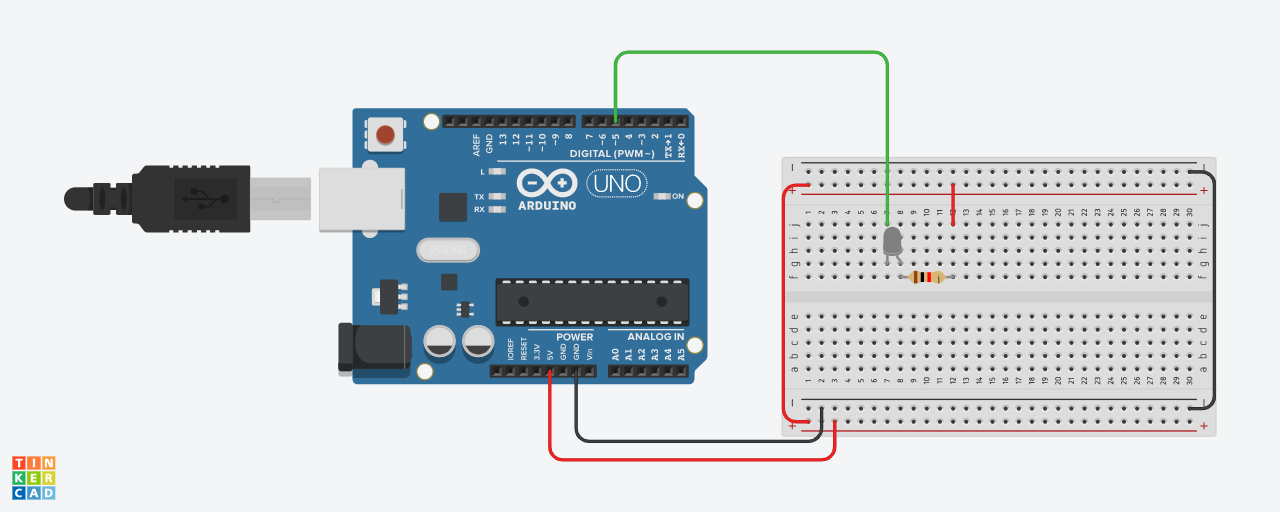 AREF
GND
13
12
~11
~10
~9
8
7
~6
~5
4
~3
2
TX→1
RX←0
DIGITAL (PWM~)
L
TX
RX
ARDUINO
UNO
ON
IOREF
RESET
3.3V
5V
GND
GND
Vin
POWER
ANALOG IN
A0
A1
A2
A3
A4
A5
1 2 3 4 5 6 7 8 9 10 11 12 13 14 15 16 17 18 19 20 21 22 23 24 25 26 27 28 29 30
j j
i i
h h
g g
f f
e e
d d
c c
b b
a a
1 2 3 4 5 6 7 8 9 10 11 12 13 14 15 16 17 18 19 20 21 22 23 24 25 26 27 28 29 30
TIN
KER
CAD